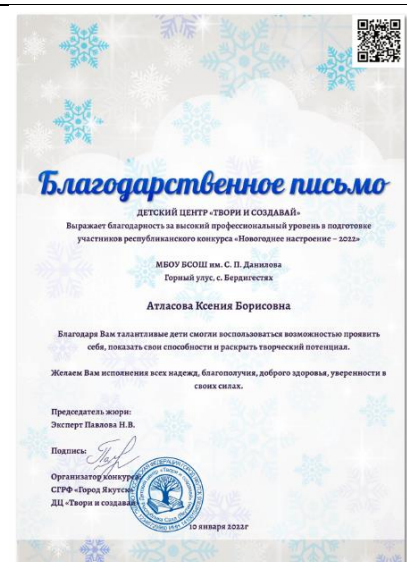 Благодарственное письмо
ДЕТСКИЙ ЦЕНТР «ТВОРИ И СОЗДАВАЙ»
Выражает благодарность за высокий профессиональный уровень в подготовке
участников республиканского конкурса «Новогоднее настроение – 2022»
МБОУ БСОШ им. С. П. Данилова
Горный улус, с. Бердигестях
Атласова Ксения Борисовна
Благодаря Вам талантливые дети смогли воспользоваться возможностью проявить
себя, показать свои способности и раскрыть творческий потенциал.
Желаем Вам исполнения всех надежд, благополучия, доброго здоровья, уверенности в
своих силах.
Председатель жюри:
Эксперт Павлова Н.В.
Подпись:
Организатор конкурса
СГРФ «Город Якутск»
ДЦ «Твори и создавай»
10 января 2022г